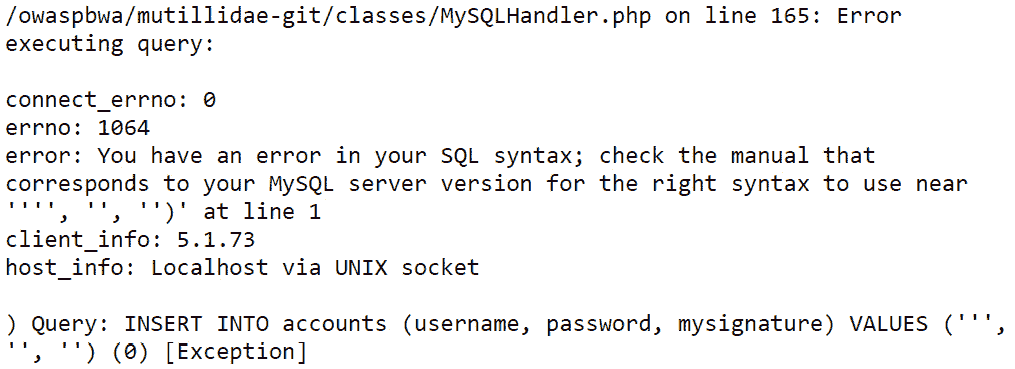 /owaspbwa/mutillidae-git/classes/MySQLHandler.php on line 165: Error
executing query:
connect_errno: 0
errno: 1064
error: You have an error in your SQL syntax; check the manual that
corresponds to your MySQL server version for the right syntax to use near
'''', '', '')' at line 1
client_info: 5.1.73
host_info: Localhost via UNIX socket
) Query: INSERT INTO accounts (username, password, mysignature) VALUES (''',
'', '') (0) [Exception]